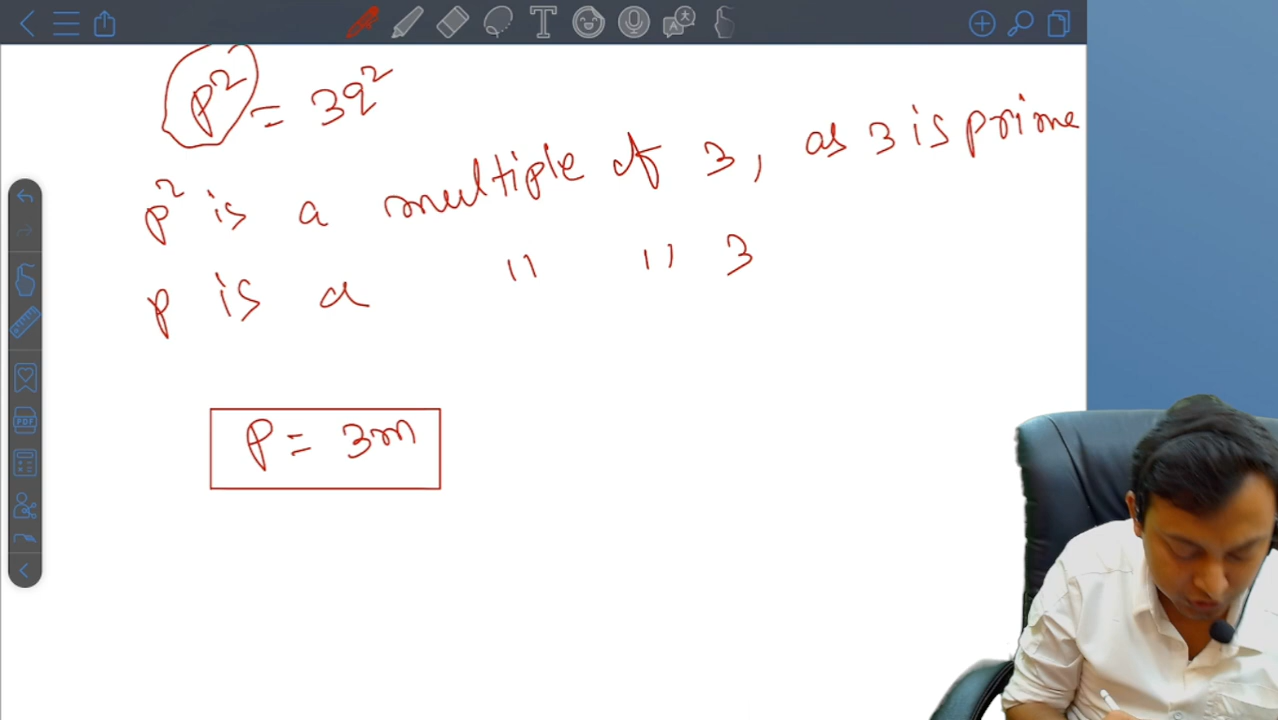 p² = 3q²
p² is a multiple of 3, as 3 is prime
p is a " " 3
P = 3m